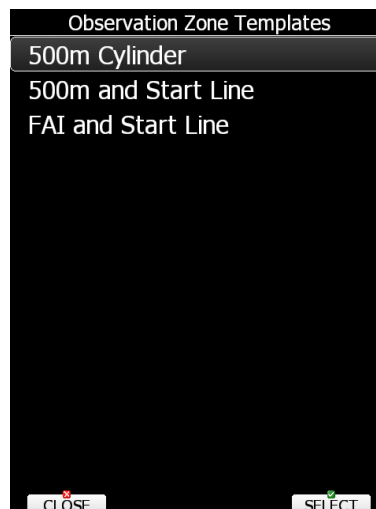 Observation Zone Templates
500m Cylinder
500m and Start Line
FAI and Start Line
CLOSE
SELECT